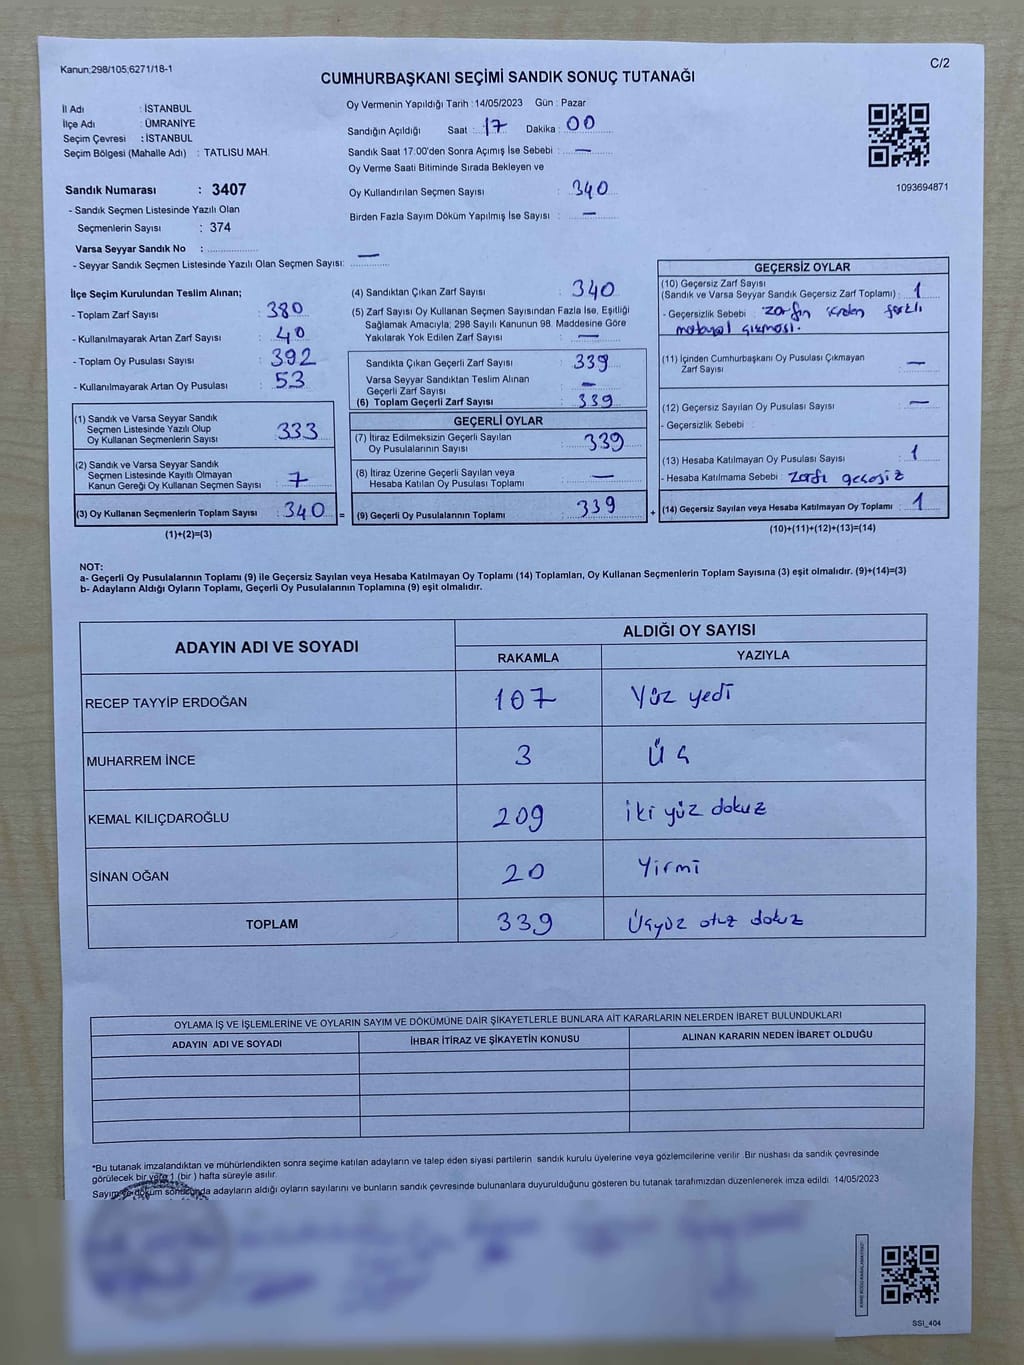 Kanun;298/105,6271/18-1
C/2
CUMHURBAŞKANI SEÇİMİ SANDIK SONUÇ TUTANAĞI
İl Adı : İSTANBUL
İlçe Adı : ÜMRANİYE
Seçim Çevresi : İSTANBUL
Seçim Bölgesi (Mahalle Adı) : TATLISU MAH.
Sandık Numarası : 3407
- Sandık Seçmen Listesinde Yazılı Olan
Seçmenlerin Sayısı : 374
Varsa Seyyar Sandık No :
- Seyyar Sandık Seçmen Listesinde Yazılı Olan Seçmen Sayısı: —
Oy Vermenin Yapıldığı Tarih : 14/05/2023 Gün : Pazar
Sandığın Açıldığı Saat : 17 Dakika : 00
Sandık Saat 17:00'den Sonra Açımış İse Sebebi : —
Oy Verme Saati Bitiminde Sırada Bekleyen ve
Oy Kullandırılan Seçmen Sayısı : 340
Birden Fazla Sayım Döküm Yapılmış İse Sayısı : —
1093694871
İlçe Seçim Kurulundan Teslim Alınan;
- Toplam Zarf Sayısı : 380
- Kullanılmayarak Artan Zarf Sayısı : 40
- Toplam Oy Pusulası Sayısı : 392
- Kullanılmayarak Artan Oy Pusulası : 53
(1) Sandık ve Varsa Seyyar Sandık
Seçmen Listesinde Yazılı Olup
Oy Kullanan Seçmenlerin Sayısı : 333
(2) Sandık ve Varsa Seyyar Sandık
Seçmen Listesinde Kayıtlı Olmayan
Kanun Gereği Oy Kullanan Seçmen Sayısı : 7
(3) Oy Kullanan Seçmenlerin Toplam Sayısı : 340 =
(1)+(2)=(3)
(4) Sandıktan Çıkan Zarf Sayısı : 340
(5) Zarf Sayısı Oy Kullanan Seçmen Sayısından Fazla İse, Eşitliği
Sağlamak Amacıyla; 298 Sayılı Kanunun 98. Maddesine Göre
Yakılarak Yok Edilen Zarf Sayısı : —
Sandıkta Çıkan Geçerli Zarf Sayısı : 339
Varsa Seyyar Sandıktan Teslim Alınan
Geçerli Zarf Sayısı : —
(6) Toplam Geçerli Zarf Sayısı : 339
GEÇERLİ OYLAR
(7) İtiraz Edilmeksizin Geçerli Sayılan
Oy Pusulalarının Sayısı : 339
(8) İtiraz Üzerine Geçerli Sayılan veya
Hesaba Katılan Oy Pusulası Toplamı : —
(9) Geçerli Oy Pusulalarının Toplamı : 339 +
GEÇERSİZ OYLAR
(10) Geçersiz Zarf Sayısı
(Sandık ve Varsa Seyyar Sandık Geçersiz Zarf Toplamı) : 1
- Geçersizlik Sebebi : zarfın içinden farklı
materyal çıkması.
(11) İçinden Cumhurbaşkanı Oy Pusulası Çıkmayan
Zarf Sayısı : —
(12) Geçersiz Sayılan Oy Pusulası Sayısı : —
- Geçersizlik Sebebi :
(13) Hesaba Katılmayan Oy Pusulası Sayısı : 1
- Hesaba Katılmama Sebebi : Zarfı geçersiz
(14) Geçersiz Sayılan veya Hesaba Katılmayan Oy Toplamı : 1
(10)+(11)+(12)+(13)=(14)
NOT:
a- Geçerli Oy Pusulalarının Toplamı (9) ile Geçersiz Sayılan veya Hesaba Katılmayan Oy Toplamı (14) Toplamları, Oy Kullanan Seçmenlerin Toplam Sayısına (3) eşit olmalıdır. (9)+(14)=(3)
b- Adayların Aldığı Oyların Toplamı, Geçerli Oy Pusulalarının Toplamına (9) eşit olmalıdır.
ADAYIN ADI VE SOYADI ALDIĞI OY SAYISI
RAKAMLA YAZIYLA
RECEP TAYYİP ERDOĞAN 107 Yüz yedi
MUHARREM İNCE 3 Üç
KEMAL KILIÇDAROĞLU 209 iki yüz dokuz
SİNAN OĞAN 20 Yirmi
TOPLAM 339 Üçyüz otuz dokuz
OYLAMA İŞ VE İŞLEMLERİNE VE OYLARIN SAYIM VE DÖKÜMÜNE DAİR ŞİKAYETLERLE BUNLARA AİT KARARLARIN NELERDEN İBARET BULUNDUKLARI
ADAYIN ADI VE SOYADI İHBAR İTİRAZ VE ŞİKAYETİN KONUSU ALINAN KARARIN NEDEN İBARET OLDUĞU
*Bu tutanak imzalandıktan ve mühürlendikten sonra seçime katılan adayların ve talep eden siyasi partilerin sandık kurulu üyelerine veya gözlemcilerine verilir. Bir nüshası da sandık çevresinde
görülecek bir yere 1 (bir) hafta süreyle asılır.
Sayım ve döküm sonucunda adayların aldığı oyların sayılarını ve bunların sandık çevresinde bulunanlara duyurulduğunu gösteren bu tutanak tarafımızdan düzenlenerek imza edildi. 14/05/2023
SSI_404